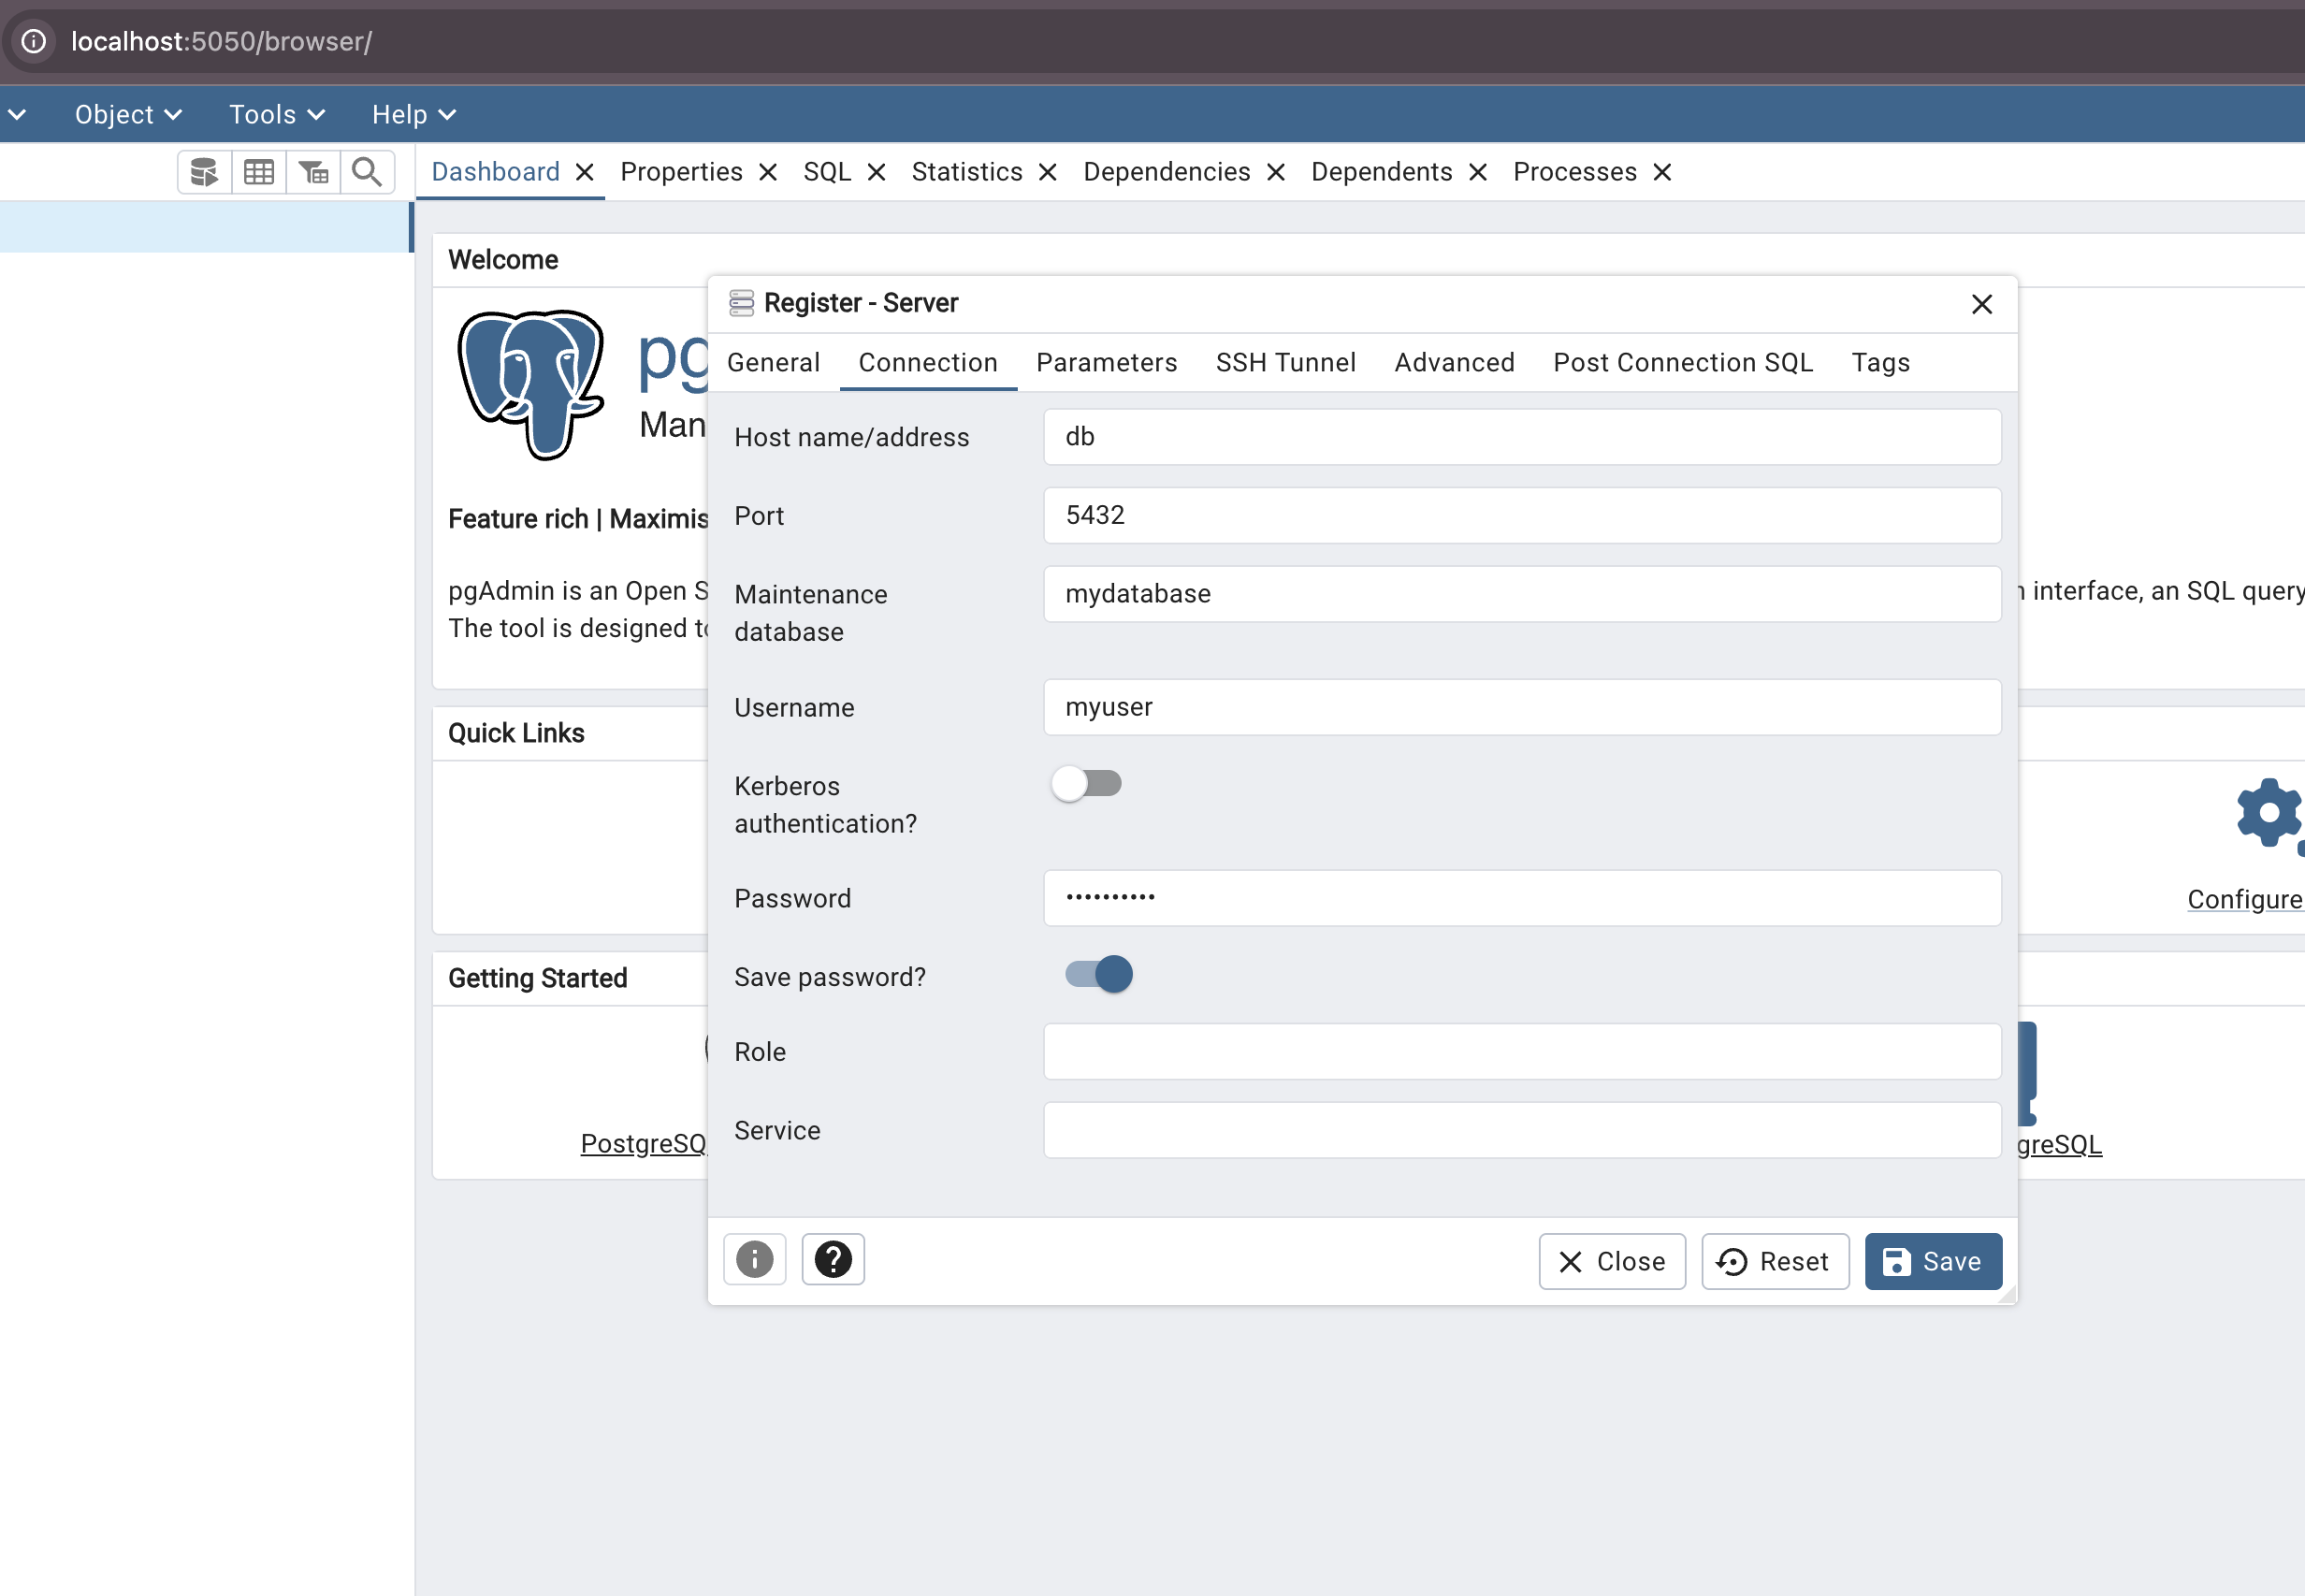 localhost:5050/browser/
Object Tools Help
Dashboard Properties SQL Statistics Dependencies Dependents Processes
Welcome
Register - Server
General Connection Parameters SSH Tunnel Advanced Post Connection SQL Tags
pg
Man
Host name/address db
Port 5432
Feature rich | Maximis
Maintenance database mydatabase
pgAdmin is an Open S
interface, an SQL query
The tool is designed to
Username myuser
Quick Links
Kerberos authentication?
Password ••••••••••
Configure
Save password?
Getting Started
Role
Service
PostgreSQ
greSQL
Close Reset Save